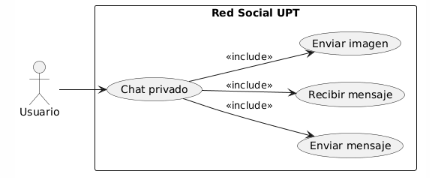 Red Social UPT
Enviar imagen
«include»
Chat privado
«include»
Recibir mensaje
Usuario
«include»
Enviar mensaje